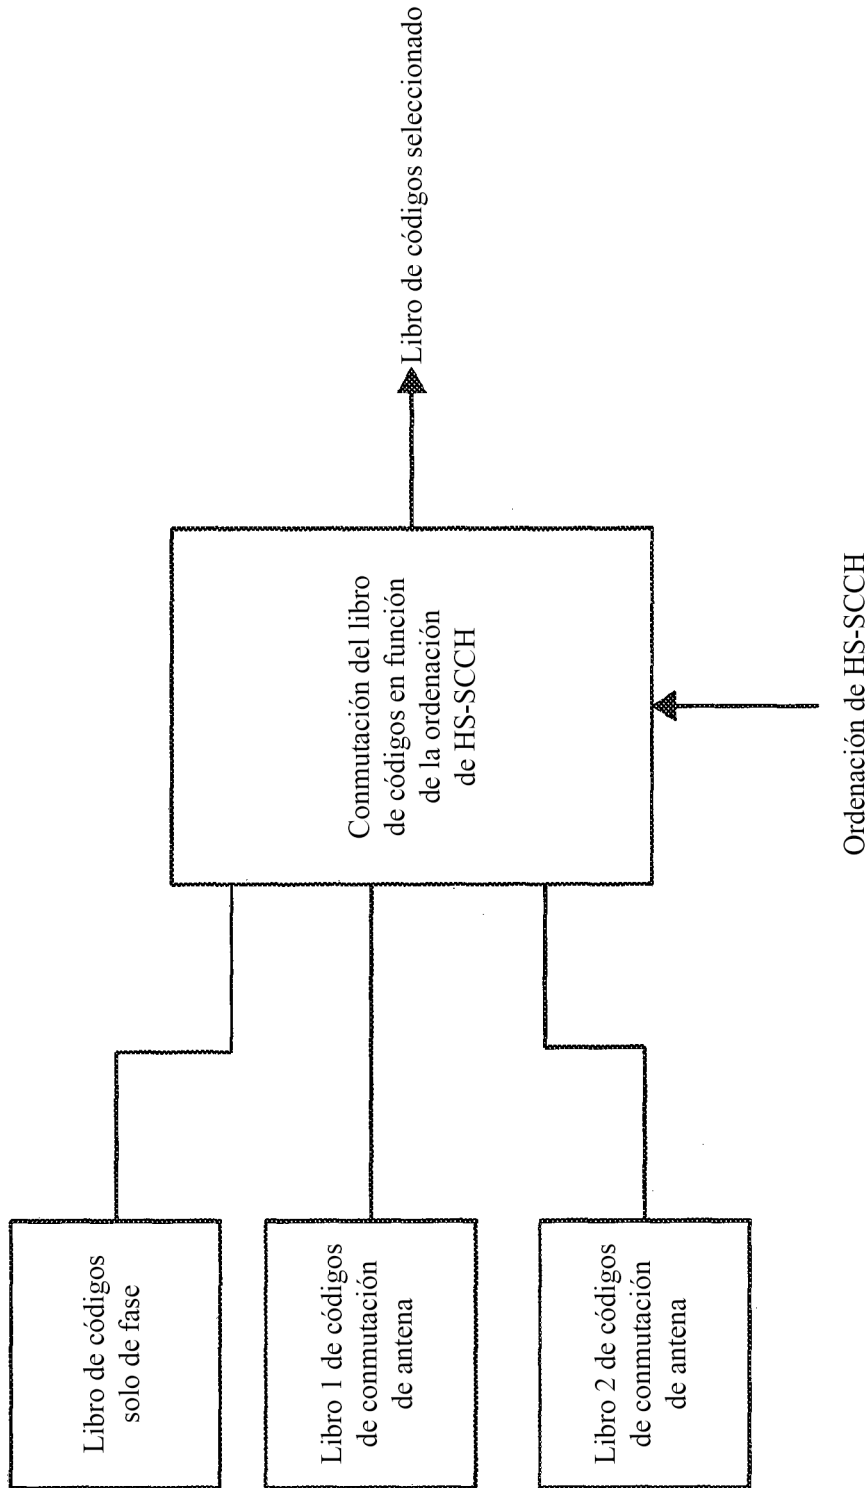 Libro de códigos
solo de fase
Libro 1 de códigos
de conmutación
de antena
Libro 2 de códigos
de conmutación
de antena
Conmutación del libro
de códigos en función
de la ordenación
de HS-SCCH
Libro de códigos seleccionado
Ordenación de HS-SCCH